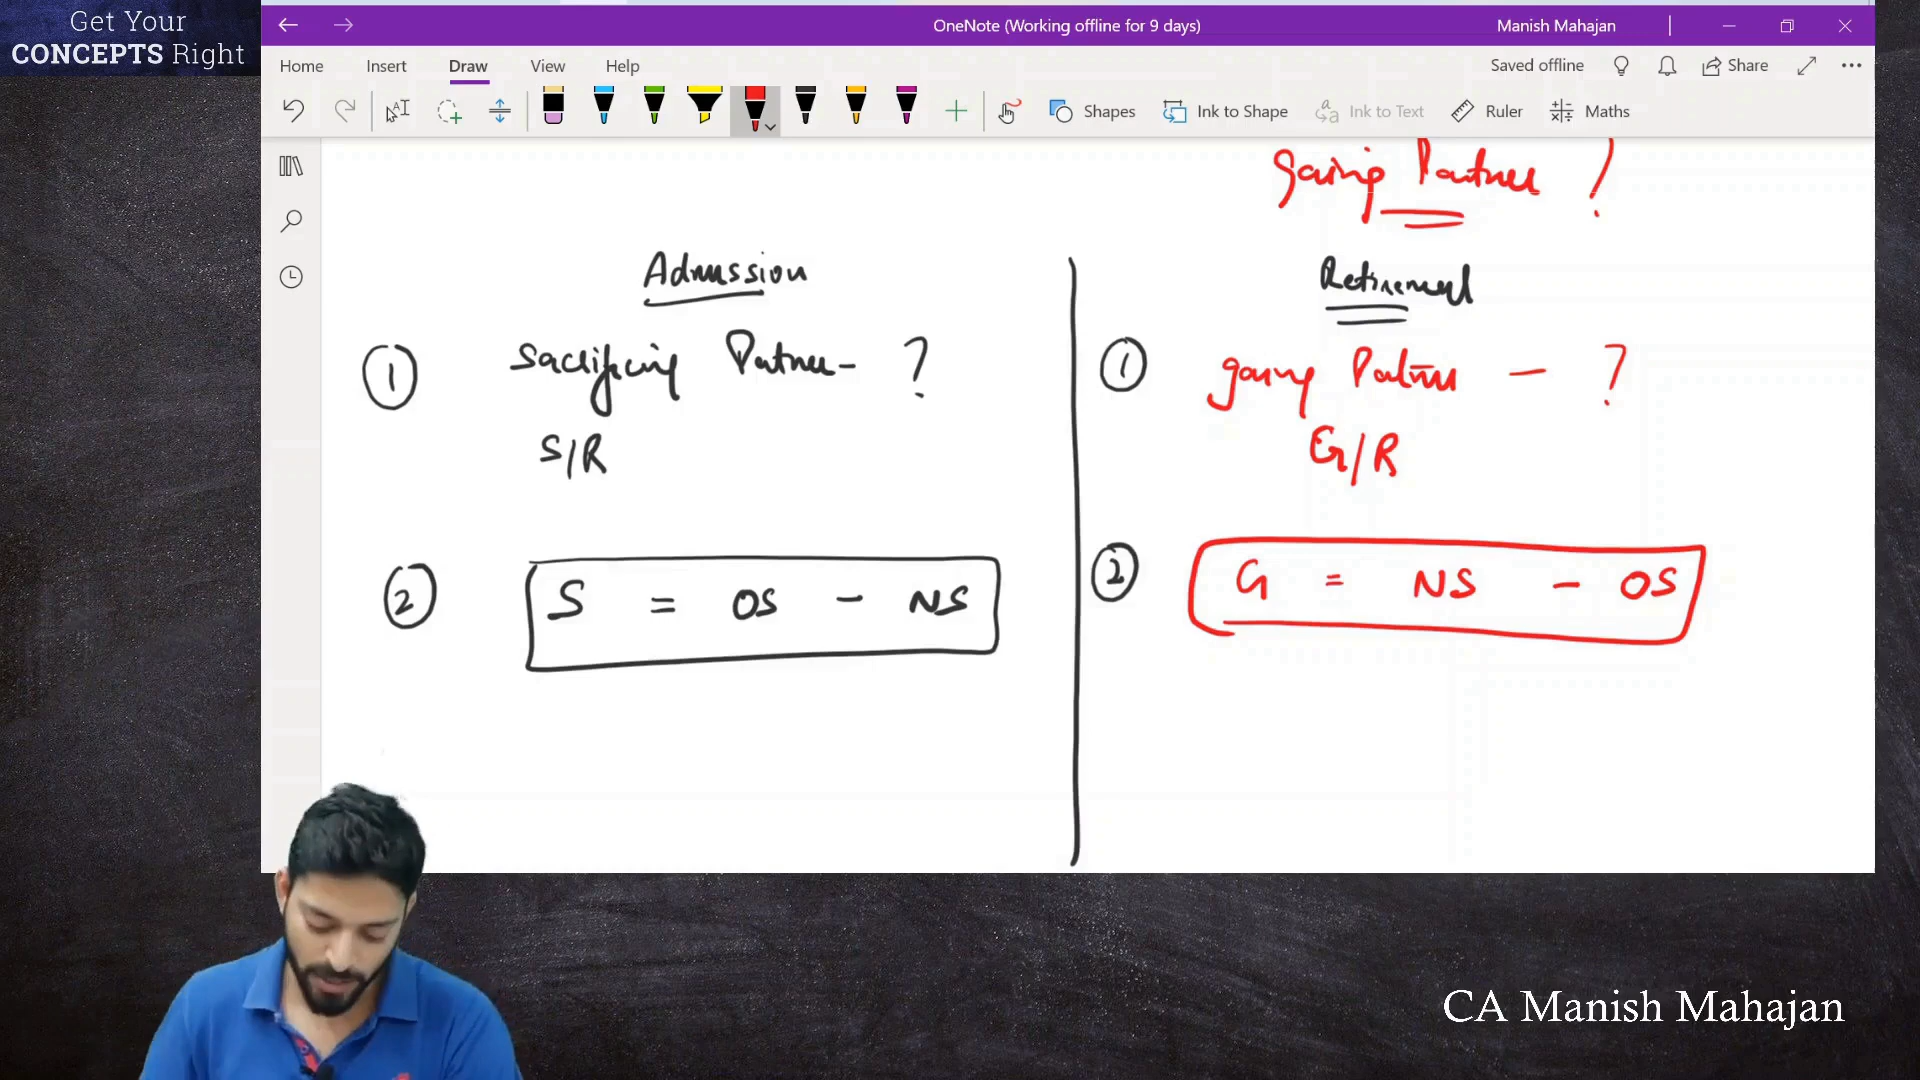 Get Your
CONCEPTS Right
OneNote (Working offline for 9 days)
Manish Mahajan
Home Insert Draw View Help
Saved offline
Share
Shapes
Ink to Shape
Ink to Text
Ruler
Maths
gaing Partner ?
Admission
① Sacrificing Partner - ?
S/R
② S = OS - NS
Retirement
① gaing Partner - ?
G/R
② G = NS - OS
CA Manish Mahajan